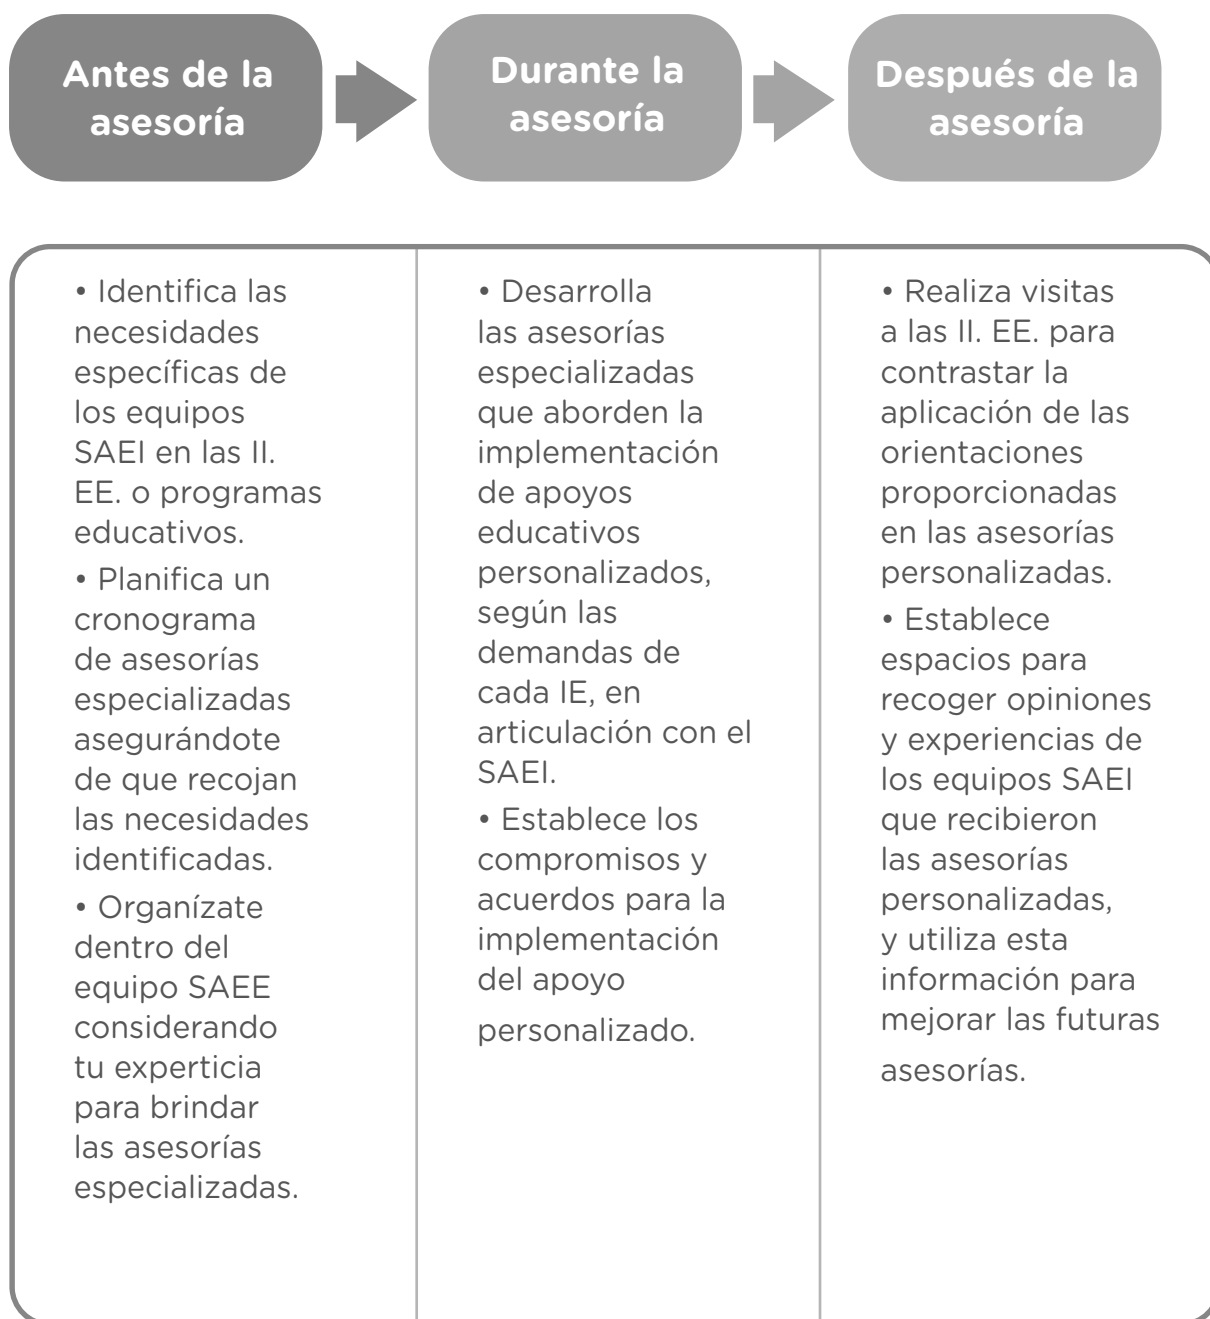 Antes de la
asesoría
Durante la
asesoría
Después de la
asesoría
• Identifica las
necesidades
específicas de
los equipos
SAEI en las II.
EE. o programas
educativos.
• Planifica un
cronograma
de asesorías
especializadas
asegurándote
de que recojan
las necesidades
identificadas.
• Organízate
dentro del
equipo SAEE
considerando
tu experticia
para brindar
las asesorías
especializadas.
• Desarrolla
las asesorías
especializadas
que aborden la
implementación
de apoyos
educativos
personalizados,
según las
demandas de
cada IE, en
articulación con el
SAEI.
• Establece los
compromisos y
acuerdos para la
implementación
del apoyo
personalizado.
• Realiza visitas
a las II. EE. para
contrastar la
aplicación de las
orientaciones
proporcionadas
en las asesorías
personalizadas.
• Establece
espacios para
recoger opiniones
y experiencias de
los equipos SAEI
que recibieron
las asesorías
personalizadas,
y utiliza esta
información para
mejorar las futuras
asesorías.